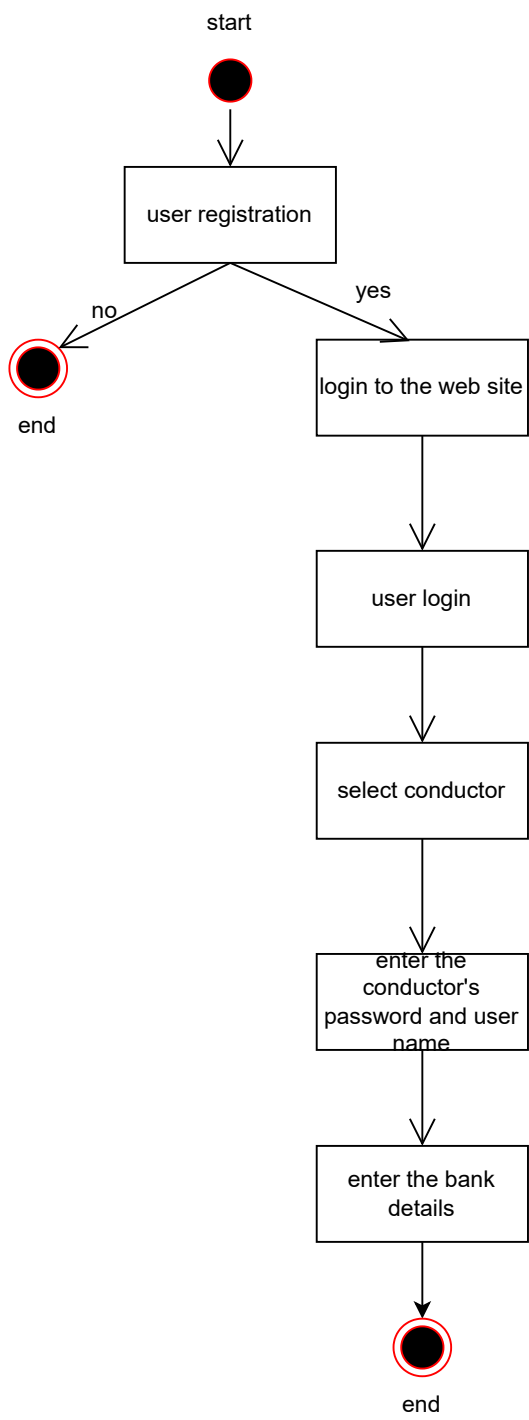 start
user registration
no
yes
end
login to the web site
user login
select conductor
enter the
conductor's
password and user
name
enter the bank
details
end